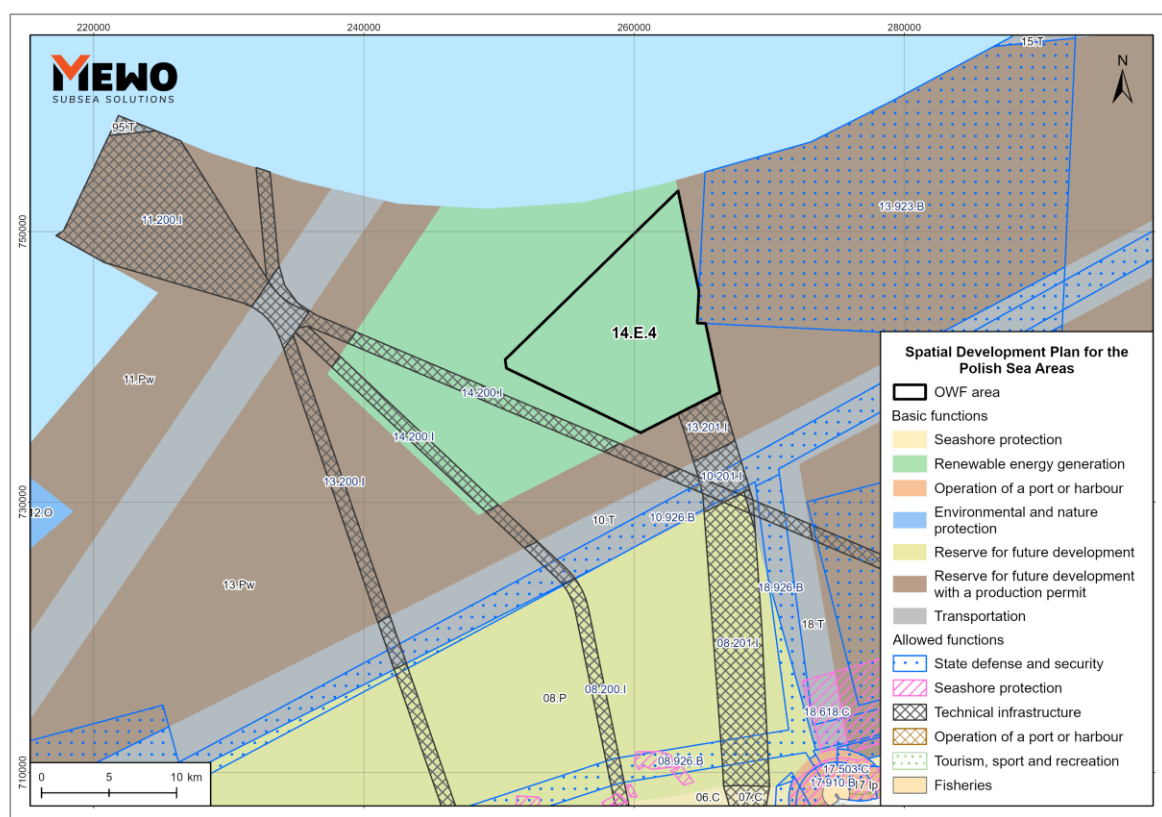 220000
240000
260000
280000
MEWO
SUBSEA SOLUTIONS
N
15.T
95.T
11.200.I
13.923.B
750000
14.E.4
11.Pw
14.200.I
13.201.I
14.200.I
13.200.I
10.201.I
730000
12.O
10.T
10.926.B
13.Pw
18.926.B
18.T
08.201.I
08.P
08.200.I
18.618.C
08.926.B
17.503.C
17.910.B
17.Ip
06.C
07.C
710000
0 5 10 km
Spatial Development Plan for the
Polish Sea Areas
OWF area
Basic functions
Seashore protection
Renewable energy generation
Operation of a port or harbour
Environmental and nature
protection
Reserve for future development
Reserve for future development
with a production permit
Transportation
Allowed functions
State defense and security
Seashore protection
Technical infrastructure
Operation of a port or harbour
Tourism, sport and recreation
Fisheries